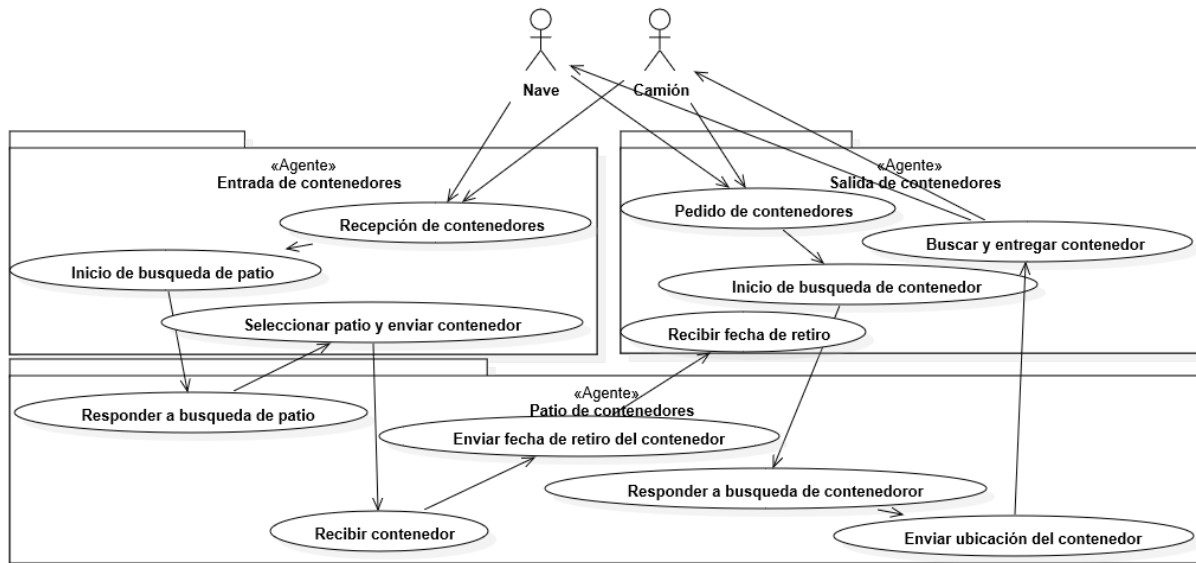 Nave
Camión
«Agente»
Entrada de contenedores
Recepción de contenedores
Inicio de busqueda de patio
Seleccionar patio y enviar contenedor
«Agente»
Salida de contenedores
Pedido de contenedores
Buscar y entregar contenedor
Inicio de busqueda de contenedor
Recibir fecha de retiro
«Agente»
Patio de contenedores
Responder a busqueda de patio
Enviar fecha de retiro del contenedor
Responder a busqueda de contenedoror
Recibir contenedor
Enviar ubicación del contenedor